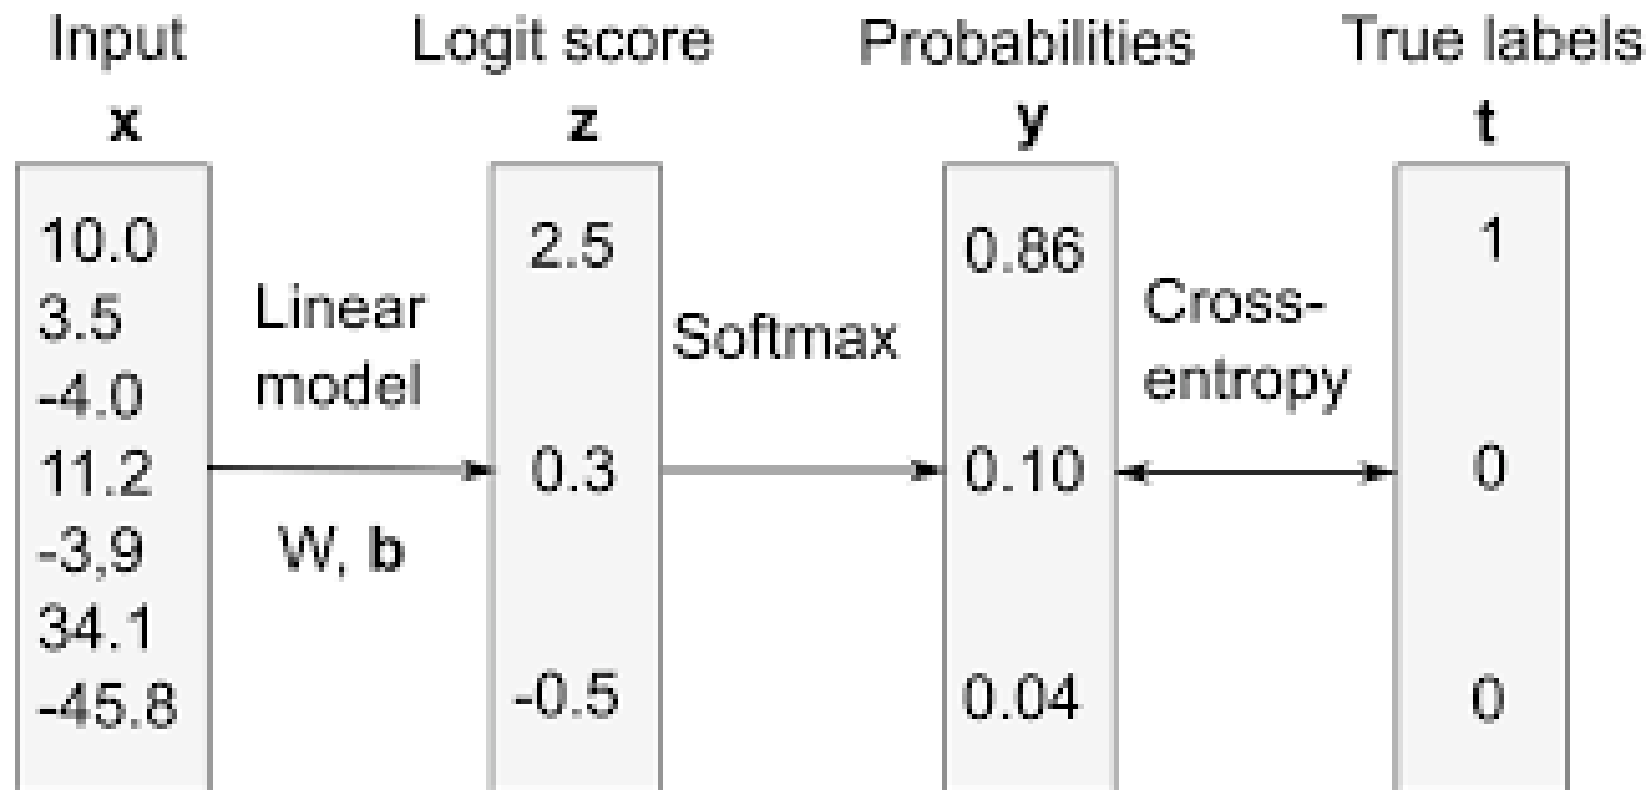 Input
x
10.0
3.5
-4.0
11.2
-3,9
34.1
-45.8
Linear
model
W, b
Logit score
z
2.5
0.3
-0.5
Softmax
Probabilities
y
0.86
0.10
0.04
Cross-
entropy
True labels
t
1
0
0